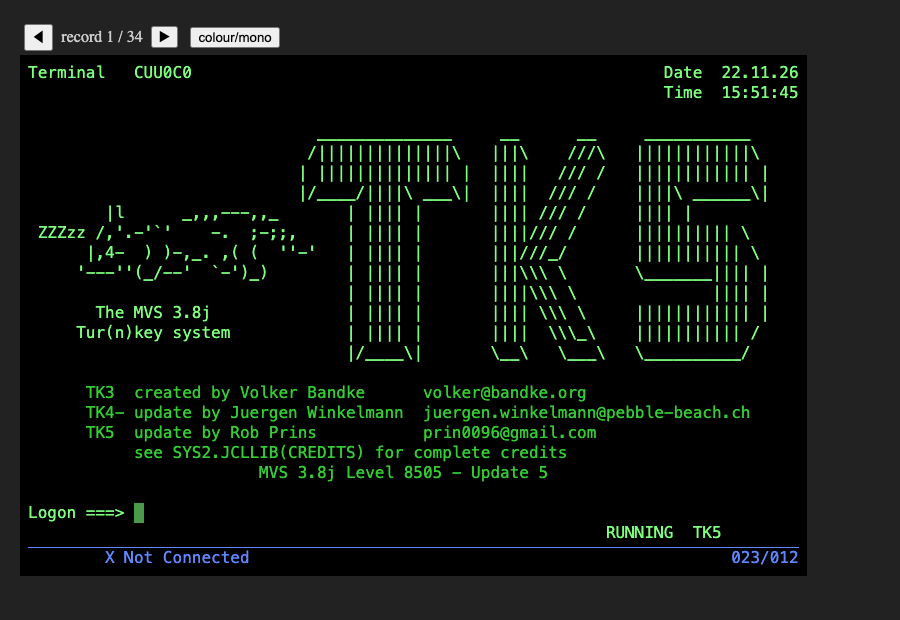 ◀ record 1 / 34 ▶ colour/mono
Terminal   CUU0C0                                                 Date  22.11.26
                                                                  Time  15:51:45
TK5
ZZZzz
The MVS 3.8j
Tur(n)key system
TK3  created by Volker Bandke      volker@bandke.org
TK4- update by Juergen Winkelmann  juergen.winkelmann@pebble-beach.ch
TK5  update by Rob Prins           prin0096@gmail.com
see SYS2.JCLLIB(CREDITS) for complete credits
MVS 3.8j Level 8505 - Update 5
Logon ===>
RUNNING  TK5
X Not Connected                                                  023/012